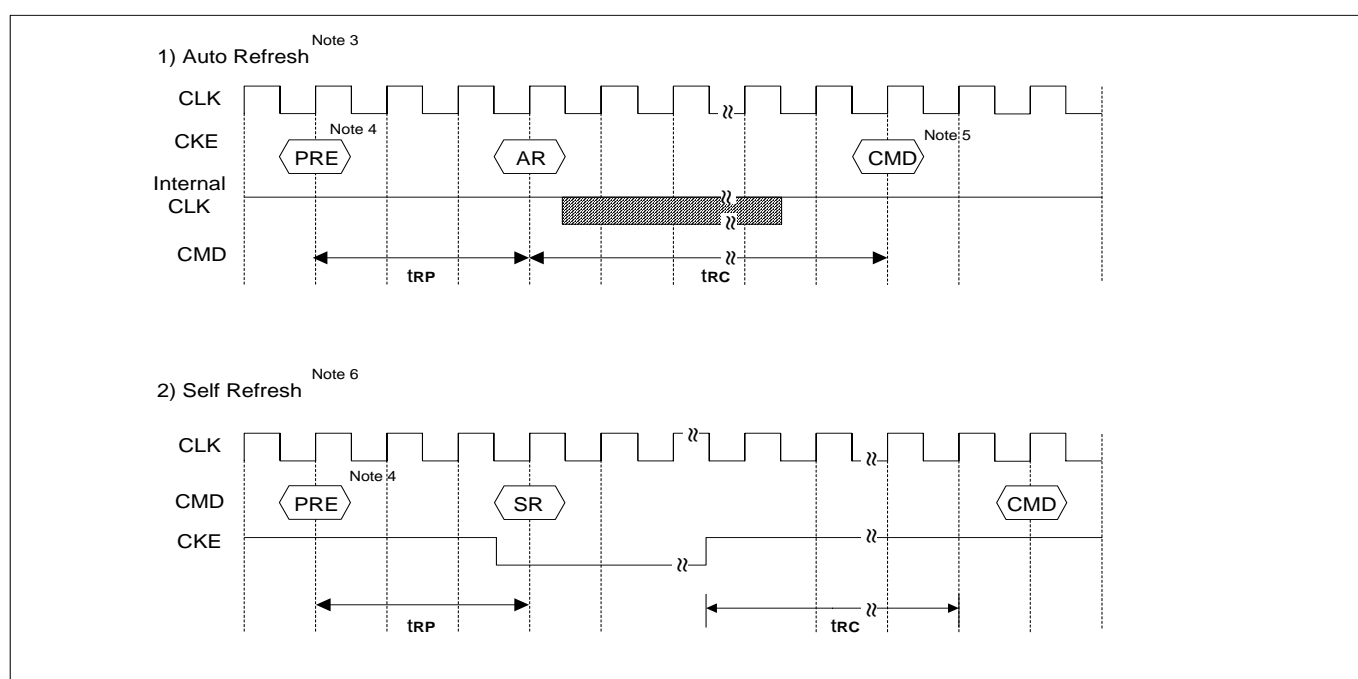 1) Auto Refresh Note 3
CLK
CKE
Note 4
Note 5
PRE
AR
CMD
Internal
CLK
CMD
tRP
tRC
2) Self Refresh Note 6
CLK
Note 4
CMD
PRE
SR
CMD
CKE
tRP
tRC